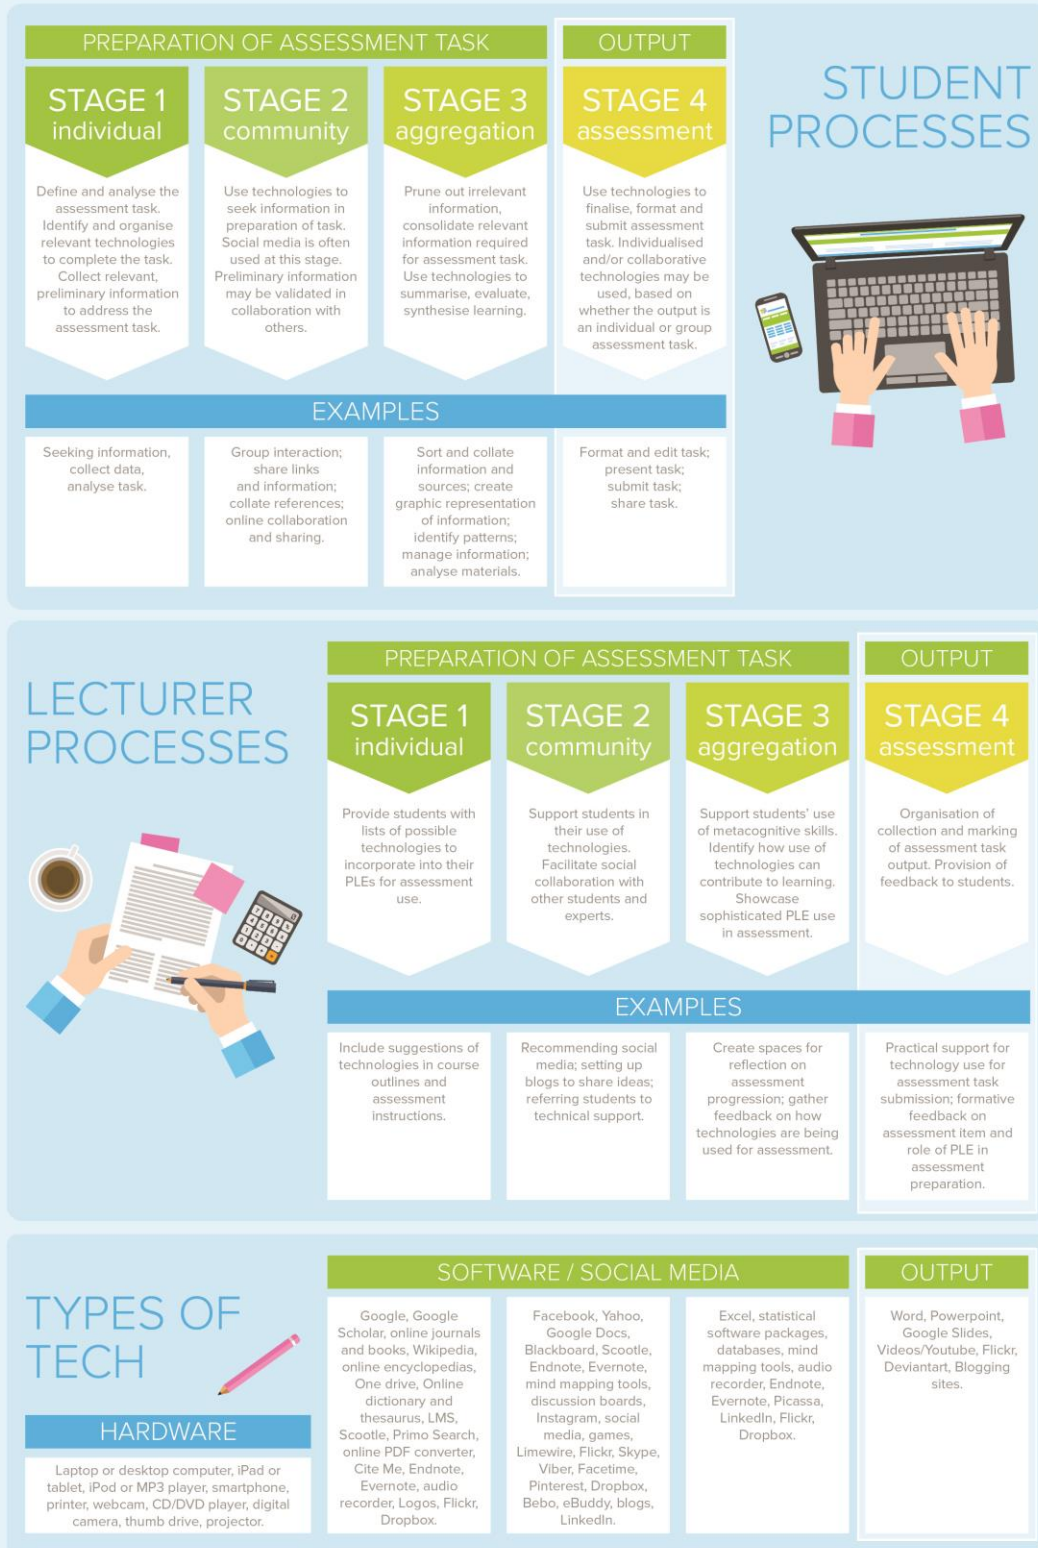 PREPARATION OF ASSESSMENT TASK
OUTPUT
STUDENT
PROCESSES
STAGE 1
individual
Define and analyse the
assessment task.
Identify and organise
relevant technologies
to complete the task.
Collect relevant,
preliminary information
to address the
assessment task.
STAGE 2
community
Use technologies to
seek information in
preparation of task.
Social media is often
used at this stage.
Preliminary information
may be validated in
collaboration with
others.
STAGE 3
aggregation
Prune out irrelevant
information,
consolidate relevant
information required
for assessment task.
Use technologies to
summarise, evaluate,
synthesise learning.
STAGE 4
assessment
Use technologies to
finalise, format and
submit assessment
task. Individualised
and/or collaborative
technologies may be
used, based on
whether the output is
an individual or group
assessment task.
EXAMPLES
Seeking information,
collect data,
analyse task.
Group interaction;
share links
and information;
collate references;
online collaboration
and sharing.
Sort and collate
information and
sources; create
graphic representation
of information;
identify patterns;
manage information;
analyse materials.
Format and edit task;
present task;
submit task;
share task.
LECTURER
PROCESSES
PREPARATION OF ASSESSMENT TASK
OUTPUT
STAGE 1
individual
Provide students with
lists of possible
technologies to
incorporate into their
PLEs for assessment
use.
STAGE 2
community
Support students in
their use of
technologies.
Facilitate social
collaboration with
other students and
experts.
STAGE 3
aggregation
Support students' use
of metacognitive skills.
Identify how use of
technologies can
contribute to learning.
Showcase
sophisticated PLE use
in assessment.
STAGE 4
assessment
Organisation of
collection and marking
of assessment task
output. Provision of
feedback to students.
EXAMPLES
Include suggestions of
technologies in course
outlines and
assessment
instructions.
Recommending social
media; setting up
blogs to share ideas;
referring students to
technical support.
Create spaces for
reflection on
assessment
progression; gather
feedback on how
technologies are being
used for assessment.
Practical support for
technology use for
assessment task
submission; formative
feedback on
assessment item and
role of PLE in
assessment
preparation.
TYPES OF
TECH
HARDWARE
Laptop or desktop computer, iPad or
tablet, iPod or MP3 player, smartphone,
printer, webcam, CD/DVD player, digital
camera, thumb drive, projector.
SOFTWARE / SOCIAL MEDIA
OUTPUT
Google, Google
Scholar, online journals
and books, Wikipedia,
online encyclopedias,
One drive, Online
dictionary and
thesaurus, LMS,
Scootle, Primo Search,
online PDF converter,
Cite Me, Endnote,
Evernote, audio
recorder, Logos, Flickr,
Dropbox.
Facebook, Yahoo,
Google Docs,
Blackboard, Scootle,
Endnote, Evernote,
mind mapping tools,
discussion boards,
Instagram, social
media, games,
Limewire, Flickr, Skype,
Viber, Facetime,
Pinterest, Dropbox,
Bebo, eBuddy, blogs,
LinkedIn.
Excel, statistical
software packages,
databases, mind
mapping tools, audio
recorder, Endnote,
Evernote, Picassa,
LinkedIn, Flickr,
Dropbox.
Word, Powerpoint,
Google Slides,
Videos/Youtube, Flickr,
Deviantart, Blogging
sites.